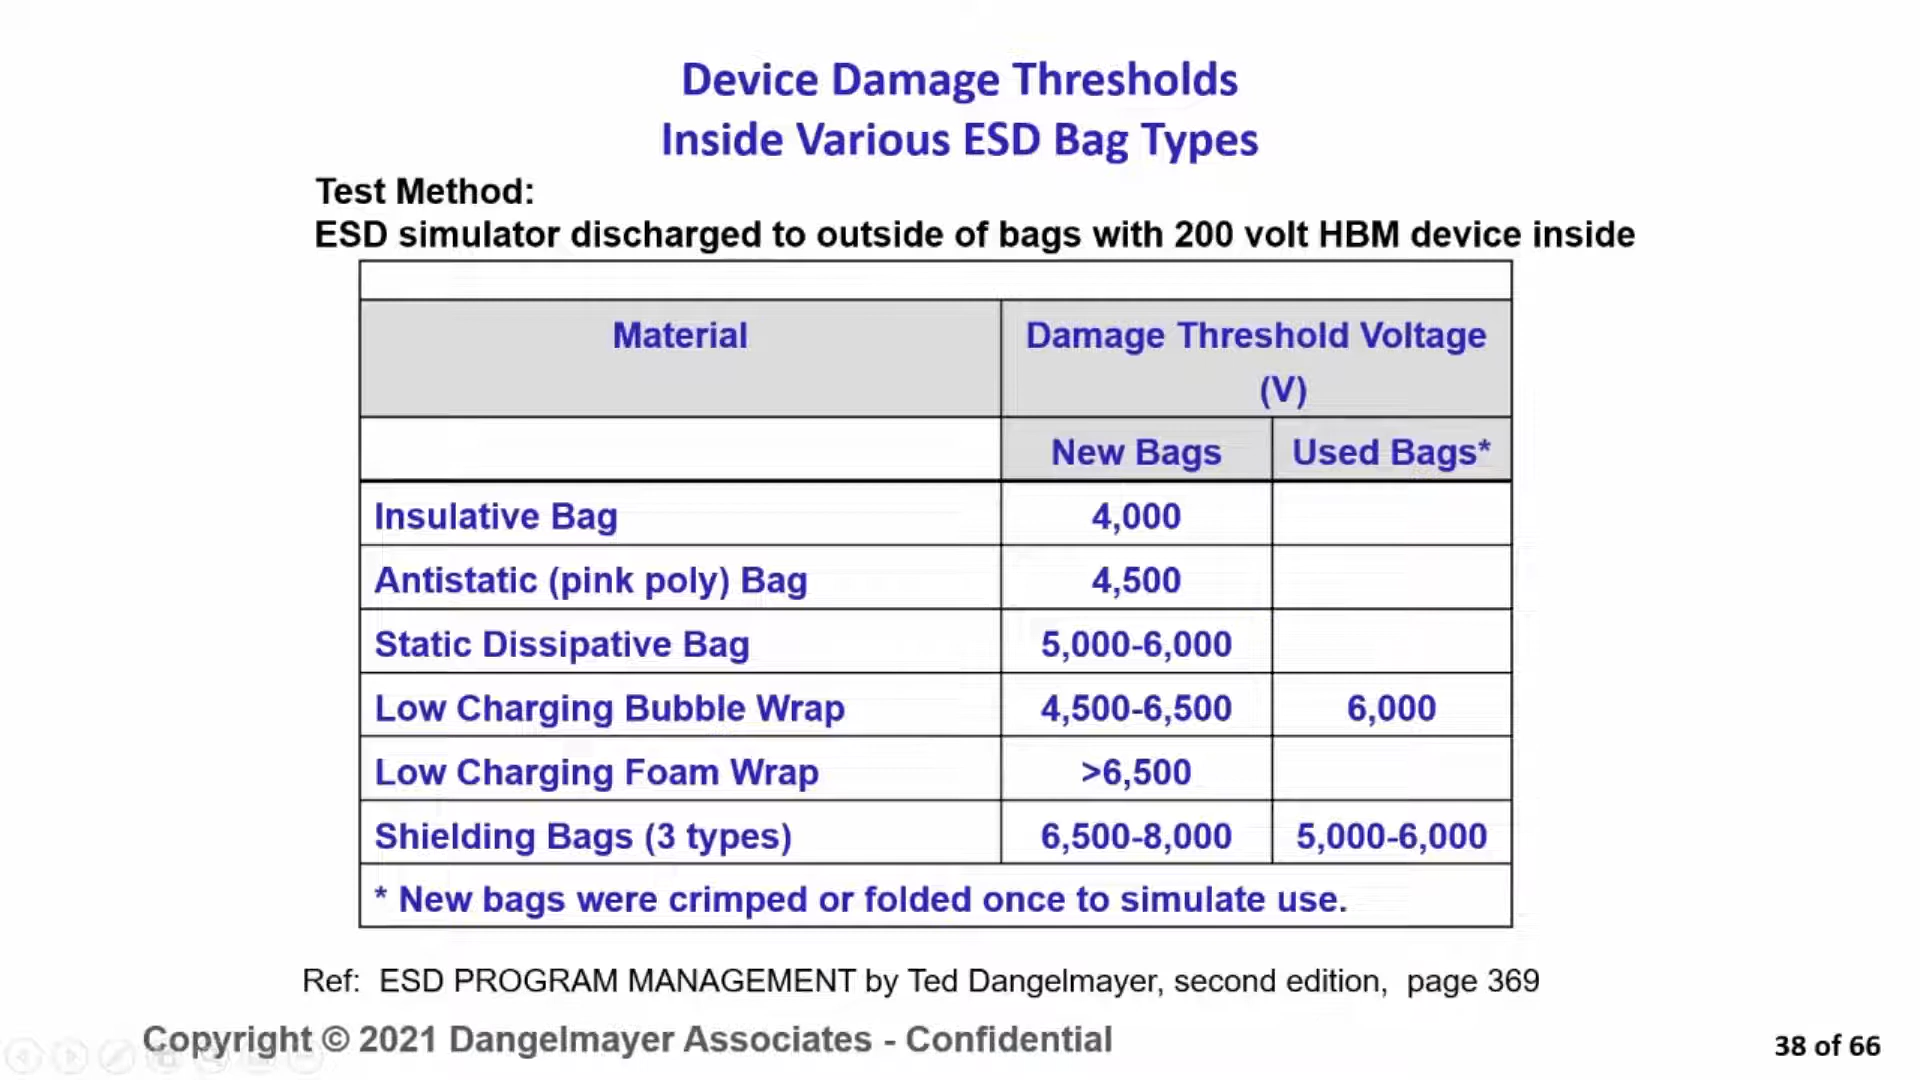 Device Damage Thresholds
Inside Various ESD Bag Types
Test Method:
ESD simulator discharged to outside of bags with 200 volt HBM device inside
Material Damage Threshold Voltage
(V)
New Bags Used Bags*
Insulative Bag 4,000
Antistatic (pink poly) Bag 4,500
Static Dissipative Bag 5,000-6,000
Low Charging Bubble Wrap 4,500-6,500 6,000
Low Charging Foam Wrap >6,500
Shielding Bags (3 types) 6,500-8,000 5,000-6,000
* New bags were crimped or folded once to simulate use.
Ref: ESD PROGRAM MANAGEMENT by Ted Dangelmayer, second edition, page 369
Copyright © 2021 Dangelmayer Associates - Confidential
38 of 66